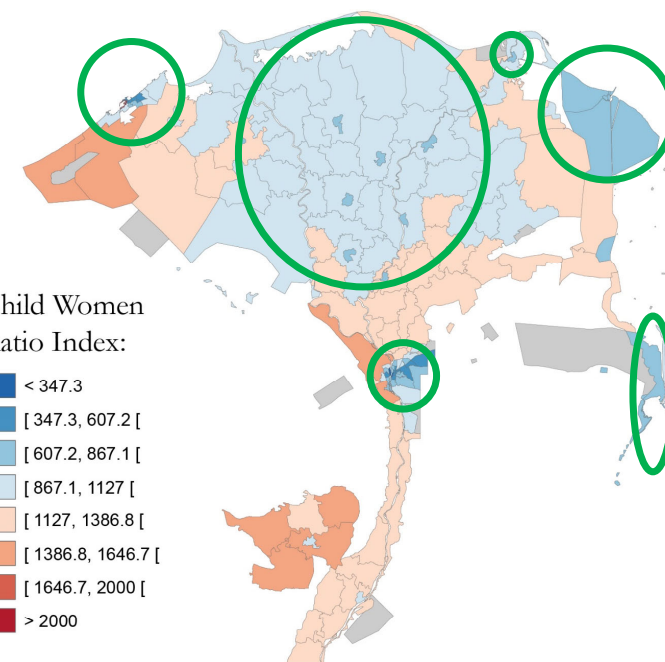 hild Women
atio Index:
< 347.3
[ 347.3, 607.2 [
[ 607.2, 867.1 [
[ 867.1, 1127 [
[ 1127, 1386.8 [
[ 1386.8, 1646.7 [
[ 1646.7, 2000 [
> 2000